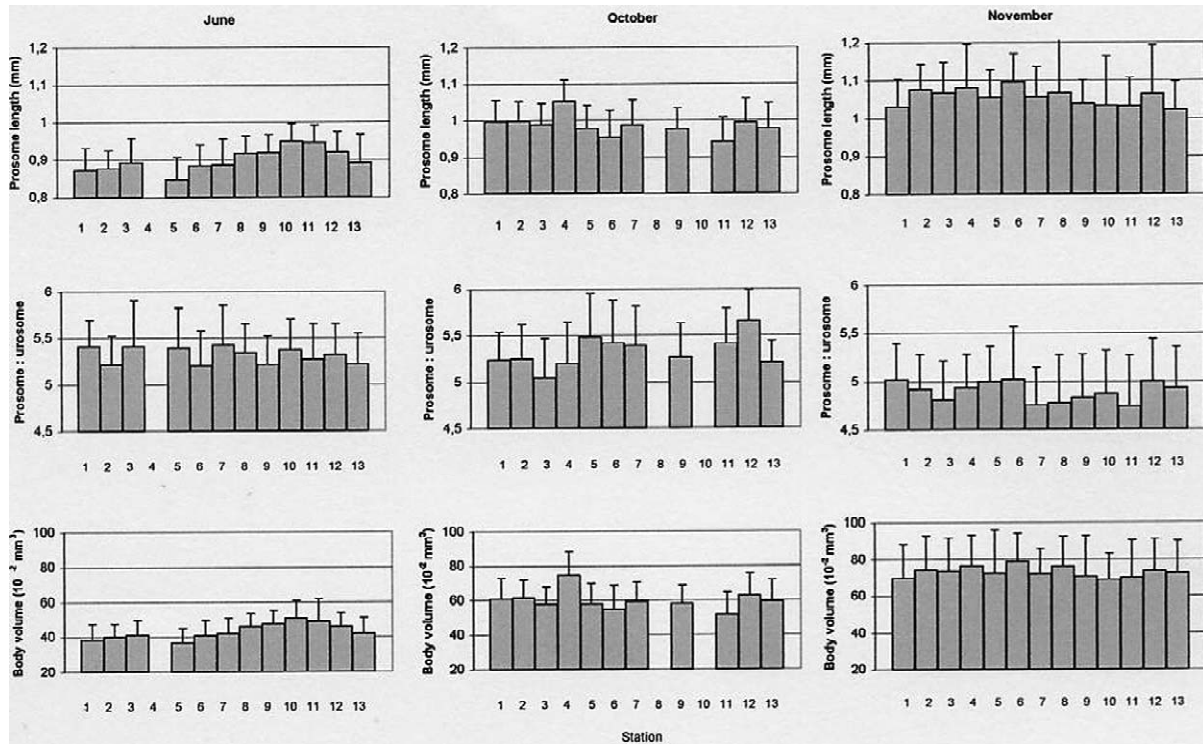 June October November
Prosome length (mm) Prosome length (mm) Prosome length (mm)
1,2 1,2 1,2
1,1 1,1 1,1
1 1 1
0,9 0,9 0,9
0,8 0,8 0,8
1 2 3 4 5 6 7 8 9 10 11 12 13 1 2 3 4 5 6 7 8 9 10 11 12 13 1 2 3 4 5 6 7 8 9 10 11 12 13
Prosome : urosome Prosome : urosome Prosome : urosome
6 6 6
5,5 5,5 5,5
5 5 5
4,5 4,5 4,5
1 2 3 4 5 6 7 8 9 10 11 12 13 1 2 3 4 5 6 7 8 9 10 11 12 13 1 2 3 4 5 6 7 8 9 10 11 12 13
Body volume (10⁻² mm³) Body volume (10⁻² mm³) Body volume (10⁻² mm³)
100 100 100
80 80 80
60 60 60
40 40 40
20 20 20
1 2 3 4 5 6 7 8 9 10 11 12 13 1 2 3 4 5 6 7 8 9 10 11 12 13 1 2 3 4 5 6 7 8 9 10 11 12 13
Station